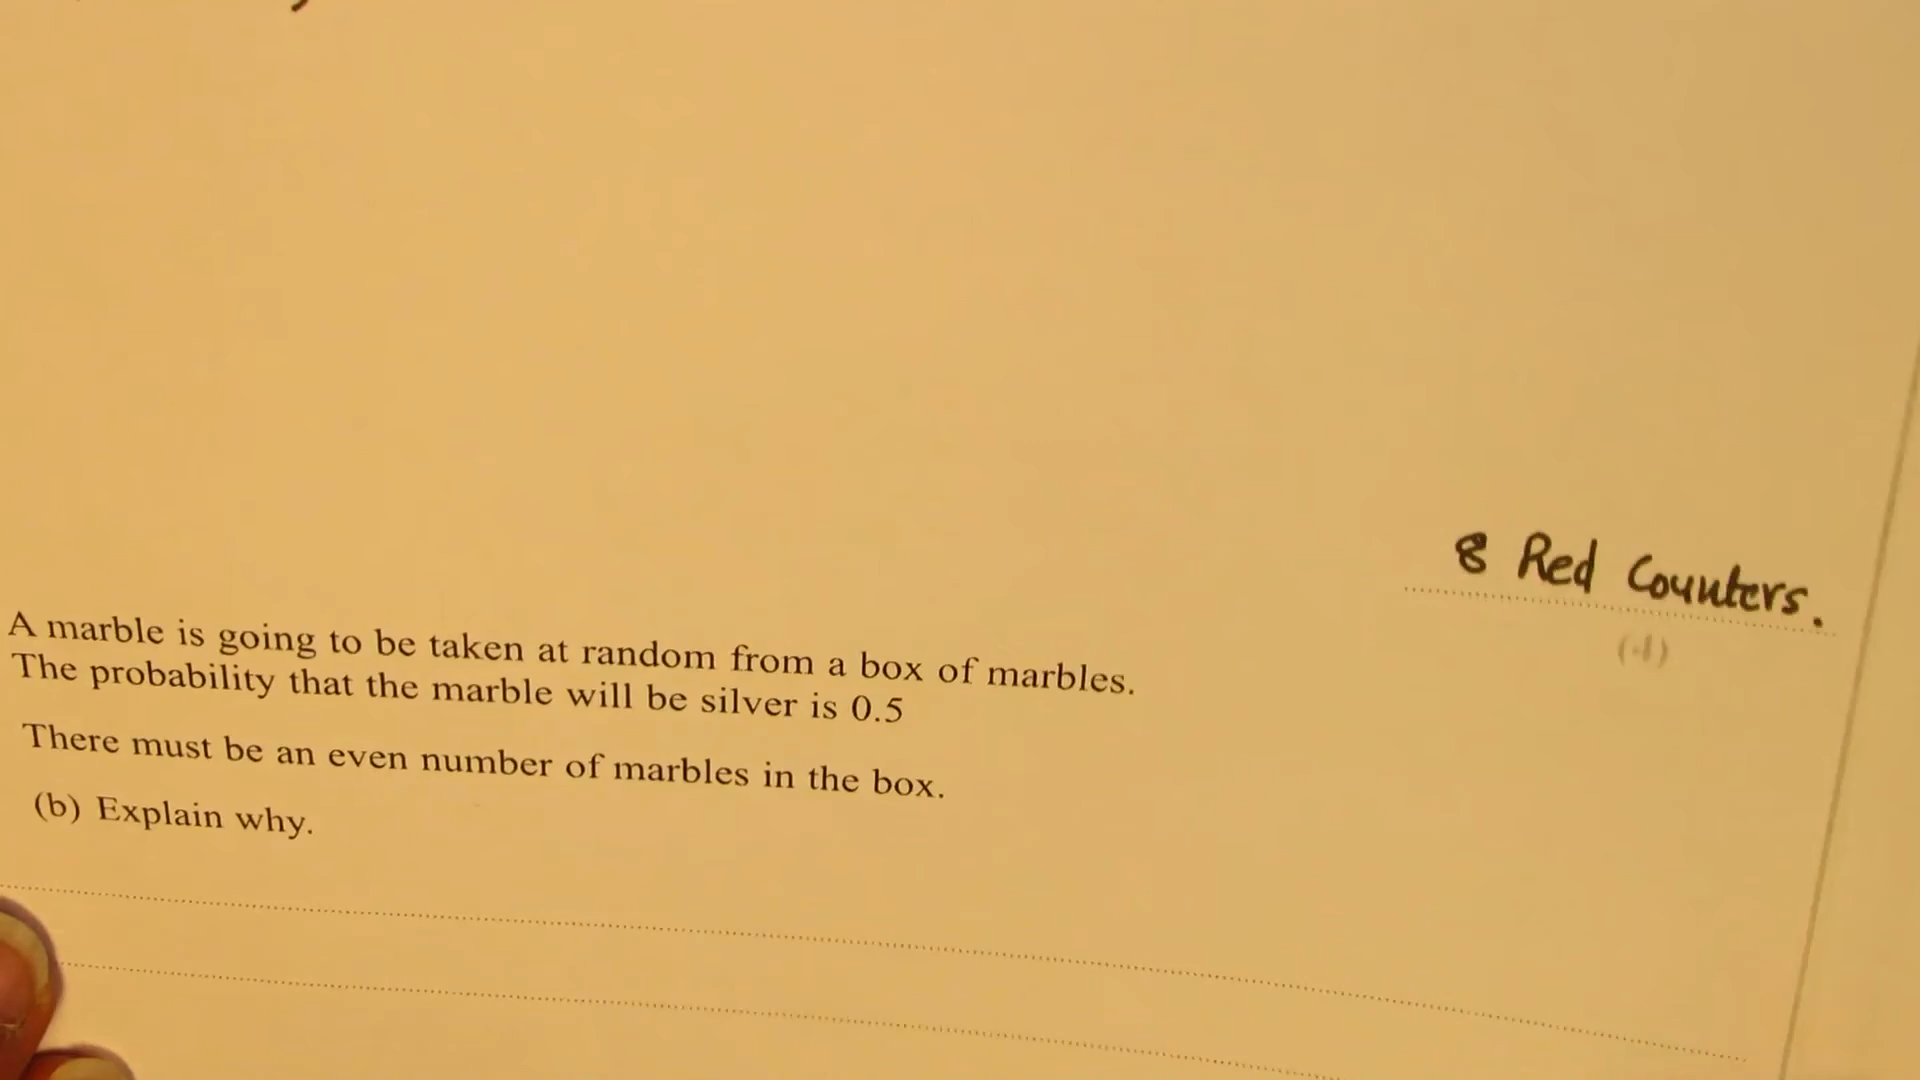 8 Red Counters.
(4)
A marble is going to be taken at random from a box of marbles.
The probability that the marble will be silver is 0.5
There must be an even number of marbles in the box.
(b) Explain why.